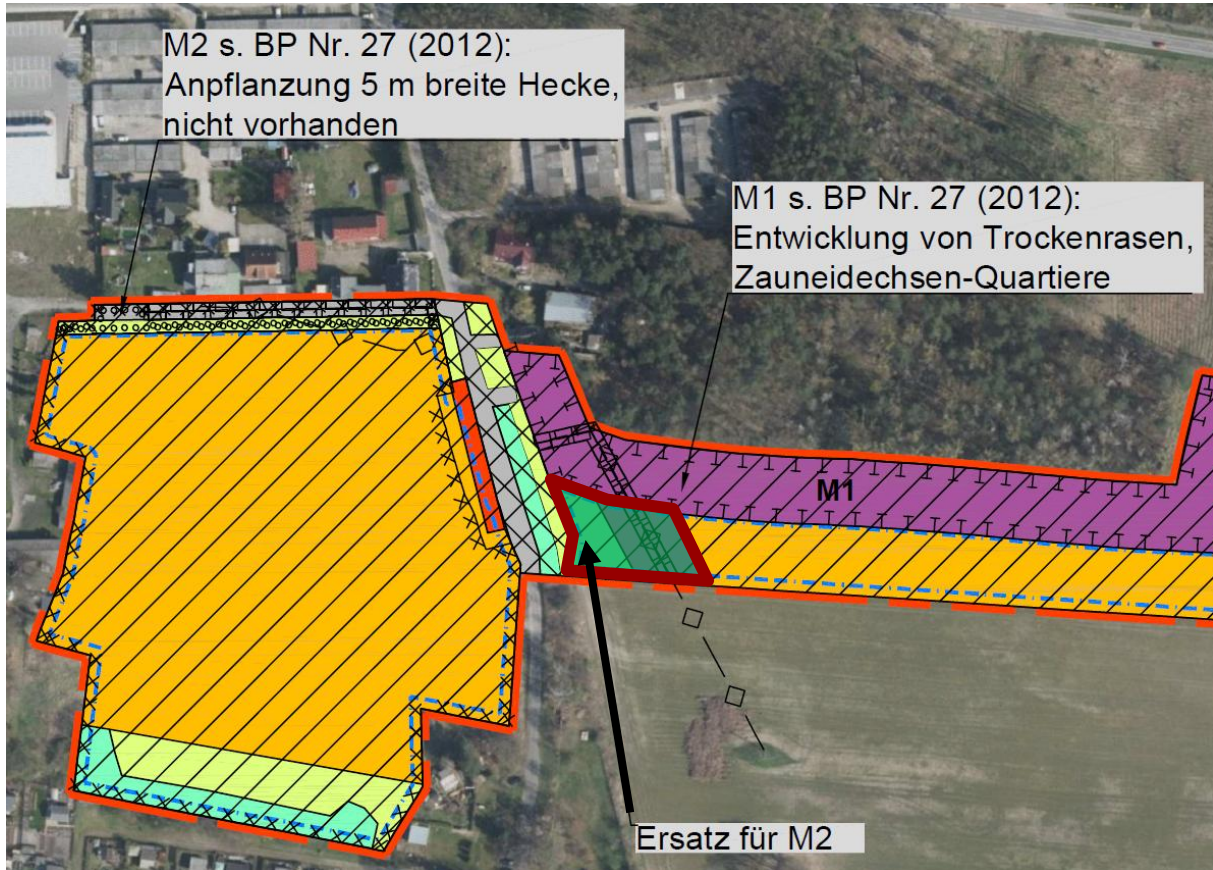 M2 s. BP Nr. 27 (2012):
Anpflanzung 5 m breite Hecke,
nicht vorhanden
M1 s. BP Nr. 27 (2012):
Entwicklung von Trockenrasen,
Zauneidechsen-Quartiere
M1
Ersatz für M2